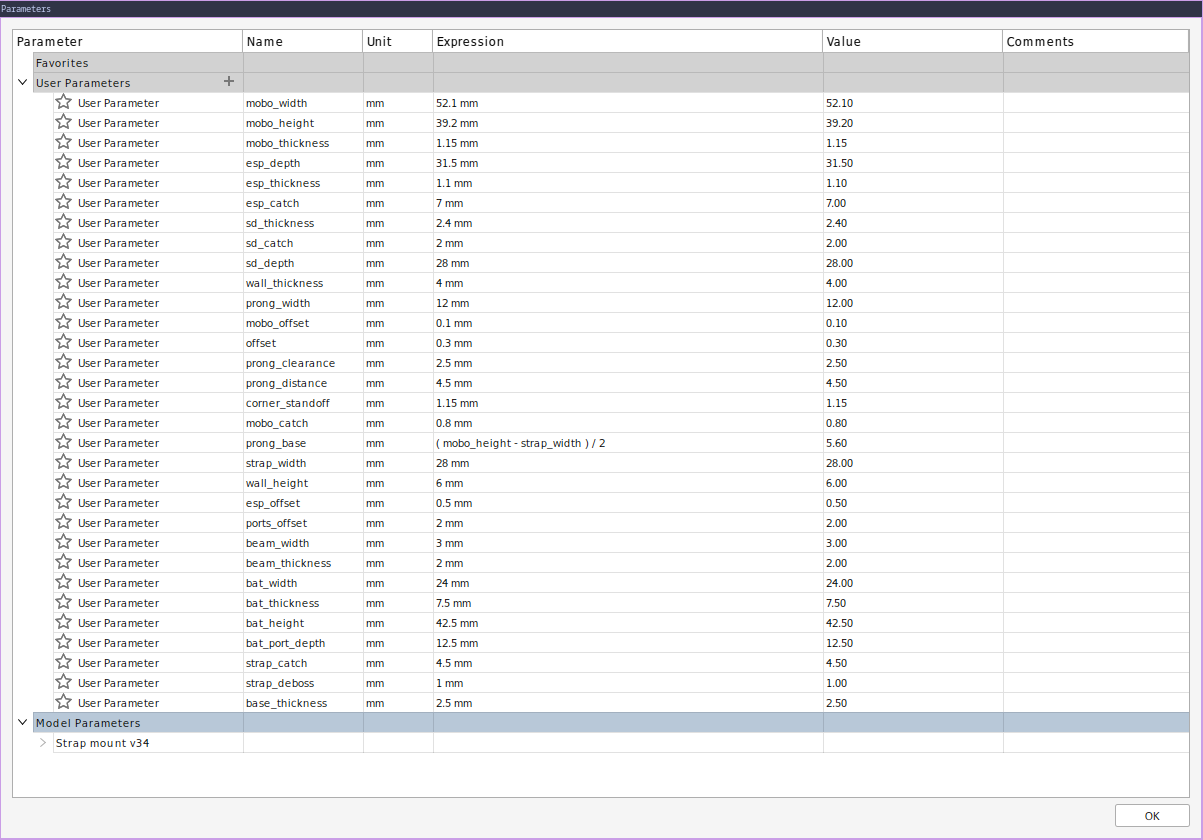 Parameters
Parameter Name Unit Expression Value Comments
Favorites
User Parameters +
User Parameter mobo_width mm 52.1 mm 52.10
User Parameter mobo_height mm 39.2 mm 39.20
User Parameter mobo_thickness mm 1.15 mm 1.15
User Parameter esp_depth mm 31.5 mm 31.50
User Parameter esp_thickness mm 1.1 mm 1.10
User Parameter esp_catch mm 7 mm 7.00
User Parameter sd_thickness mm 2.4 mm 2.40
User Parameter sd_catch mm 2 mm 2.00
User Parameter sd_depth mm 28 mm 28.00
User Parameter wall_thickness mm 4 mm 4.00
User Parameter prong_width mm 12 mm 12.00
User Parameter mobo_offset mm 0.1 mm 0.10
User Parameter offset mm 0.3 mm 0.30
User Parameter prong_clearance mm 2.5 mm 2.50
User Parameter prong_distance mm 4.5 mm 4.50
User Parameter corner_standoff mm 1.15 mm 1.15
User Parameter mobo_catch mm 0.8 mm 0.80
User Parameter prong_base mm ( mobo_height - strap_width ) / 2 5.60
User Parameter strap_width mm 28 mm 28.00
User Parameter wall_height mm 6 mm 6.00
User Parameter esp_offset mm 0.5 mm 0.50
User Parameter ports_offset mm 2 mm 2.00
User Parameter beam_width mm 3 mm 3.00
User Parameter beam_thickness mm 2 mm 2.00
User Parameter bat_width mm 24 mm 24.00
User Parameter bat_thickness mm 7.5 mm 7.50
User Parameter bat_height mm 42.5 mm 42.50
User Parameter bat_port_depth mm 12.5 mm 12.50
User Parameter strap_catch mm 4.5 mm 4.50
User Parameter strap_deboss mm 1 mm 1.00
User Parameter base_thickness mm 2.5 mm 2.50
Model Parameters
Strap mount v34
OK